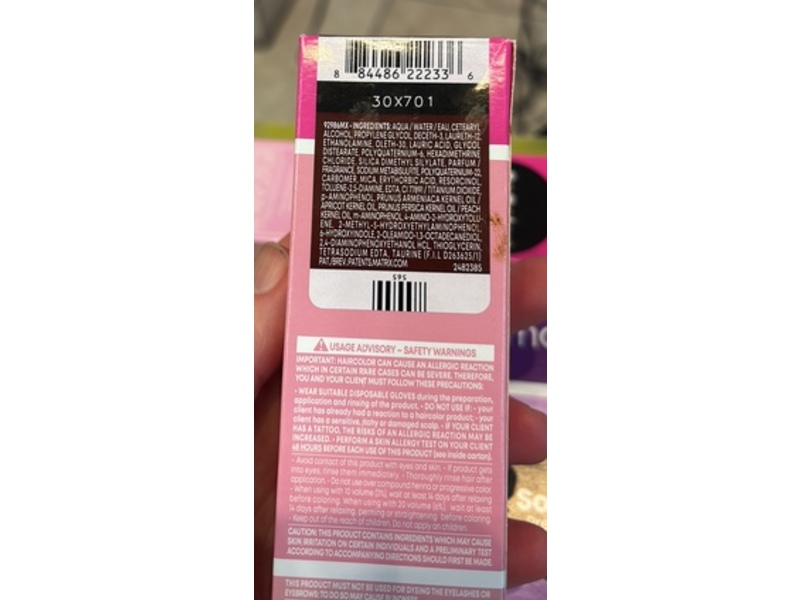 8 84486 22233 6
30X701
92986MX - INGREDIENTS: AQUA / WATER / EAU, CETEARYL
ALCOHOL, PROPYLENE GLYCOL, DECETH-3, LAURETH-12,
ETHANOLAMINE, OLETH-30, LAURIC ACID, GLYCOL
DISTEARATE, POLYQUATERNIUM-6, HEXADIMETHRINE
CHLORIDE, SILICA DIMETHYL SILYLATE, PARFUM /
FRAGRANCE, SODIUM METABISULFITE, POLYQUATERNIUM-22,
CARBOMER, MICA, ERYTHORBIC ACID, RESORCINOL,
TOLUENE-2,5-DIAMINE, EDTA, CI 77891 / TITANIUM DIOXIDE,
p-AMINOPHENOL, PRUNUS ARMENIACA KERNEL OIL /
APRICOT KERNEL OIL, PRUNUS PERSICA KERNEL OIL / PEACH
KERNEL OIL, m-AMINOPHENOL, 4-AMINO-2-HYDROXYTOLU-
ENE, 2-METHYL-5-HYDROXYETHYLAMINOPHENOL,
6-HYDROXYINDOLE, 2-OLEAMIDO-1,3-OCTADECANEDIOL,
2,4-DIAMINOPHENOXYETHANOL HCL, THIOGLYCERIN,
TETRASODIUM EDTA, TAURINE (F.I.L D263625/1)
PAT./BREV.:PATENTS.MATRIX.COM 2482385
595
USAGE ADVISORY – SAFETY WARNINGS
IMPORTANT: HAIRCOLOR CAN CAUSE AN ALLERGIC REACTION
WHICH IN CERTAIN RARE CASES CAN BE SEVERE. THEREFORE,
YOU AND YOUR CLIENT MUST FOLLOW THESE PRECAUTIONS:
• WEAR SUITABLE DISPOSABLE GLOVES during the preparation,
application and rinsing of the product. • DO NOT USE IF: • your
client has already had a reaction to a haircolor product; • your
client has a sensitive, itchy or damaged scalp. • IF YOUR CLIENT
HAS A TATTOO, THE RISKS OF AN ALLERGIC REACTION MAY BE
INCREASED. • PERFORM A SKIN ALLERGY TEST ON YOUR CLIENT
48 HOURS BEFORE EACH USE OF THIS PRODUCT (see inside carton).
• Avoid contact of this product with eyes and skin. • If product gets
into eyes, rinse them immediately. • Thoroughly rinse hair after
application. • Do not use over compound henna or progressive color.
• When using with 10 volume (3%), wait at least 14 days after relaxing
before coloring. When using with 20 volume (6%), wait at least
14 days after relaxing, perming or straightening before coloring.
• Keep out of the reach of children. Do not apply on children.
CAUTION: THIS PRODUCT CONTAINS INGREDIENTS WHICH MAY CAUSE
SKIN IRRITATION ON CERTAIN INDIVIDUALS AND A PRELIMINARY TEST
ACCORDING TO ACCOMPANYING DIRECTIONS SHOULD FIRST BE MADE.
THIS PRODUCT MUST NOT BE USED FOR DYEING THE EYELASHES OR
EYEBROWS: TO DO SO MAY CAUSE BLINDNESS.
So